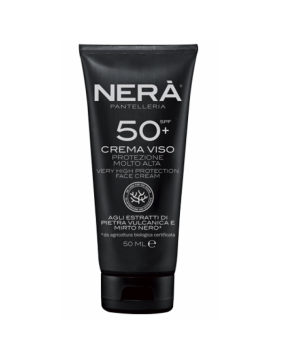 NERÀ
PANTELLERIA
50+ SPF
CREMA VISO
PROTEZIONE
MOLTO ALTA
VERY HIGH PROTECTION
FACE CREAM
AGLI ESTRATTI DI
PIETRA VULCANICA E
MIRTO NERO*
*da agricoltura biologica certificata
50 ML ℮